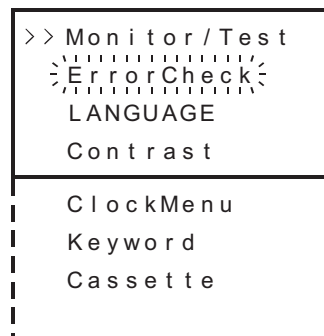 >> Monitor/Test
ErrorCheck
LANGUAGE
Contrast
ClockMenu
Keyword
Cassette